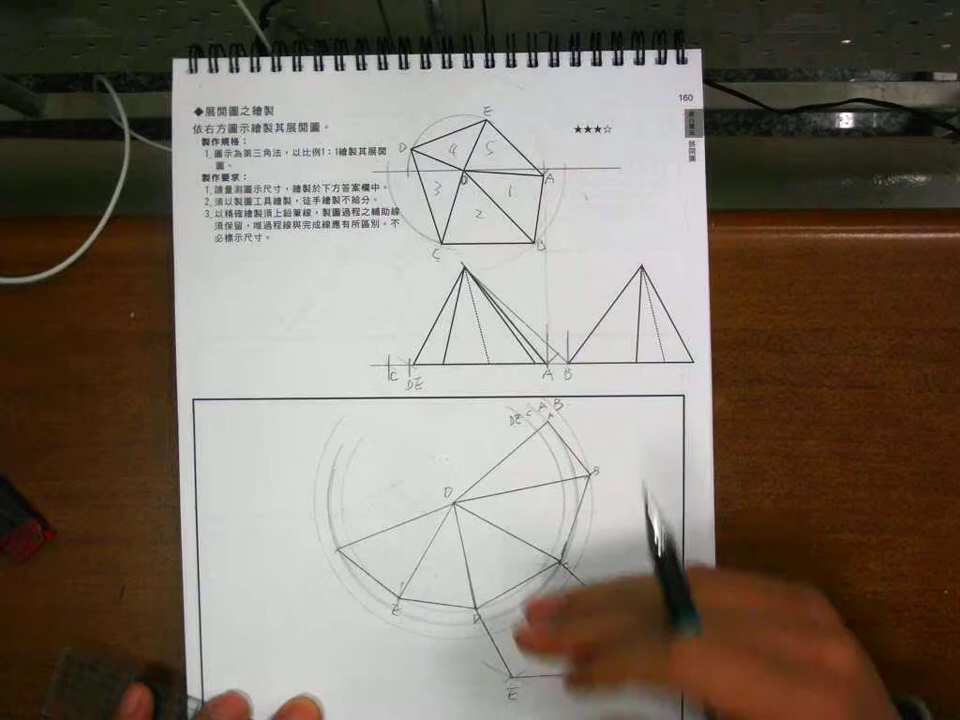 160
◆展開圖之繪製
依右方圖示繪製其展開圖。
★★★☆
製作規格：
1. 圖示為第三角法，以比例1：1繪製其展開
圖。
製作要求：
1. 請量測圖示尺寸，繪製於下方答案欄中。
2. 須以製圖工具繪製，徒手繪製不給分。
3. 以精確繪製須上鉛筆線，製圖過程之輔助線
須保留，唯過程線與完成線應有所區別。不
必標示尺寸。
展開圖
E
D 4 5
3 O 1 A
2
C B
C DE A B
DE C A B
A
O B
C
E D
E